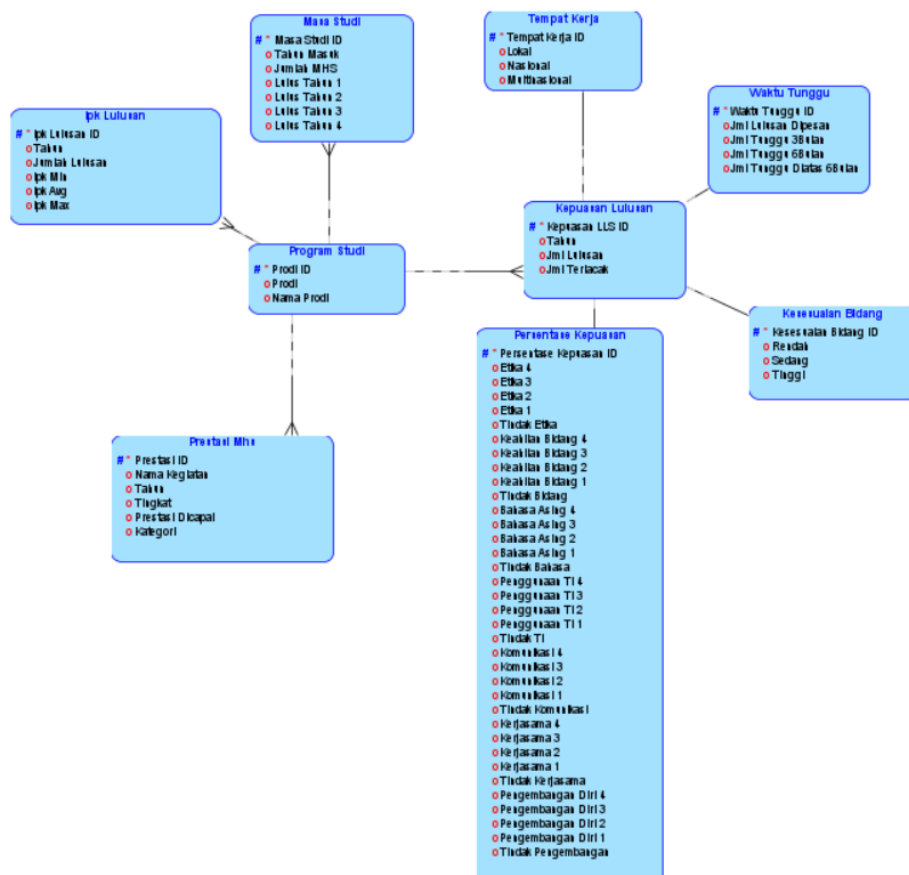 Masa Studi
# * Masa Studi ID
o Tahun Masuk
o Jumlah MHS
o Lulus Tahun 1
o Lulus Tahun 2
o Lulus Tahun 3
o Lulus Tahun 4
Tempat Kerja
# * Tempat Kerja ID
o Lokal
o Nasional
o Multinasional
Waktu Tunggu
# * Waktu Tunggu ID
o Jml Lulusan Dipesan
o Jml Tunggu 3Bulan
o Jml Tunggu 6Bulan
o Jml Tunggu Diatas 6Bulan
Ipk Lulusan
# * Ipk Lulusan ID
o Tahun
o Jumlah Lulusan
o Ipk Min
o Ipk Avg
o Ipk Max
Kepuasan Lulusan
# * Kepuasan LLS ID
o Tahun
o Jml Lulusan
o Jml Terlacak
Program Studi
# * Prodi ID
o Prodi
o Nama Prodi
Kesesuaian Bidang
# * Kesesuaian Bidang ID
o Rendah
o Sedang
o Tinggi
Persentase Kepuasan
# * Persentase Kepuasan ID
o Etika 4
o Etika 3
o Etika 2
o Etika 1
o Tindak Etika
o Keahlian Bidang 4
o Keahlian Bidang 3
o Keahlian Bidang 2
o Keahlian Bidang 1
o Tindak Bidang
o Bahasa Asing 4
o Bahasa Asing 3
o Bahasa Asing 2
o Bahasa Asing 1
o Tindak Bahasa
o Penggunaan TI 4
o Penggunaan TI 3
o Penggunaan TI 2
o Penggunaan TI 1
o Tindak TI
o Komunikasi 4
o Komunikasi 3
o Komunikasi 2
o Komunikasi 1
o Tindak Komunikasi
o Kerjasama 4
o Kerjasama 3
o Kerjasama 2
o Kerjasama 1
o Tindak Kerjasama
o Pengembangan Diri 4
o Pengembangan Diri 3
o Pengembangan Diri 2
o Pengembangan Diri 1
o Tindak Pengembangan
Prestasi Mhs
# * Prestasi ID
o Nama Kegiatan
o Tahun
o Tingkat
o Prestasi Dicapai
o Kategori